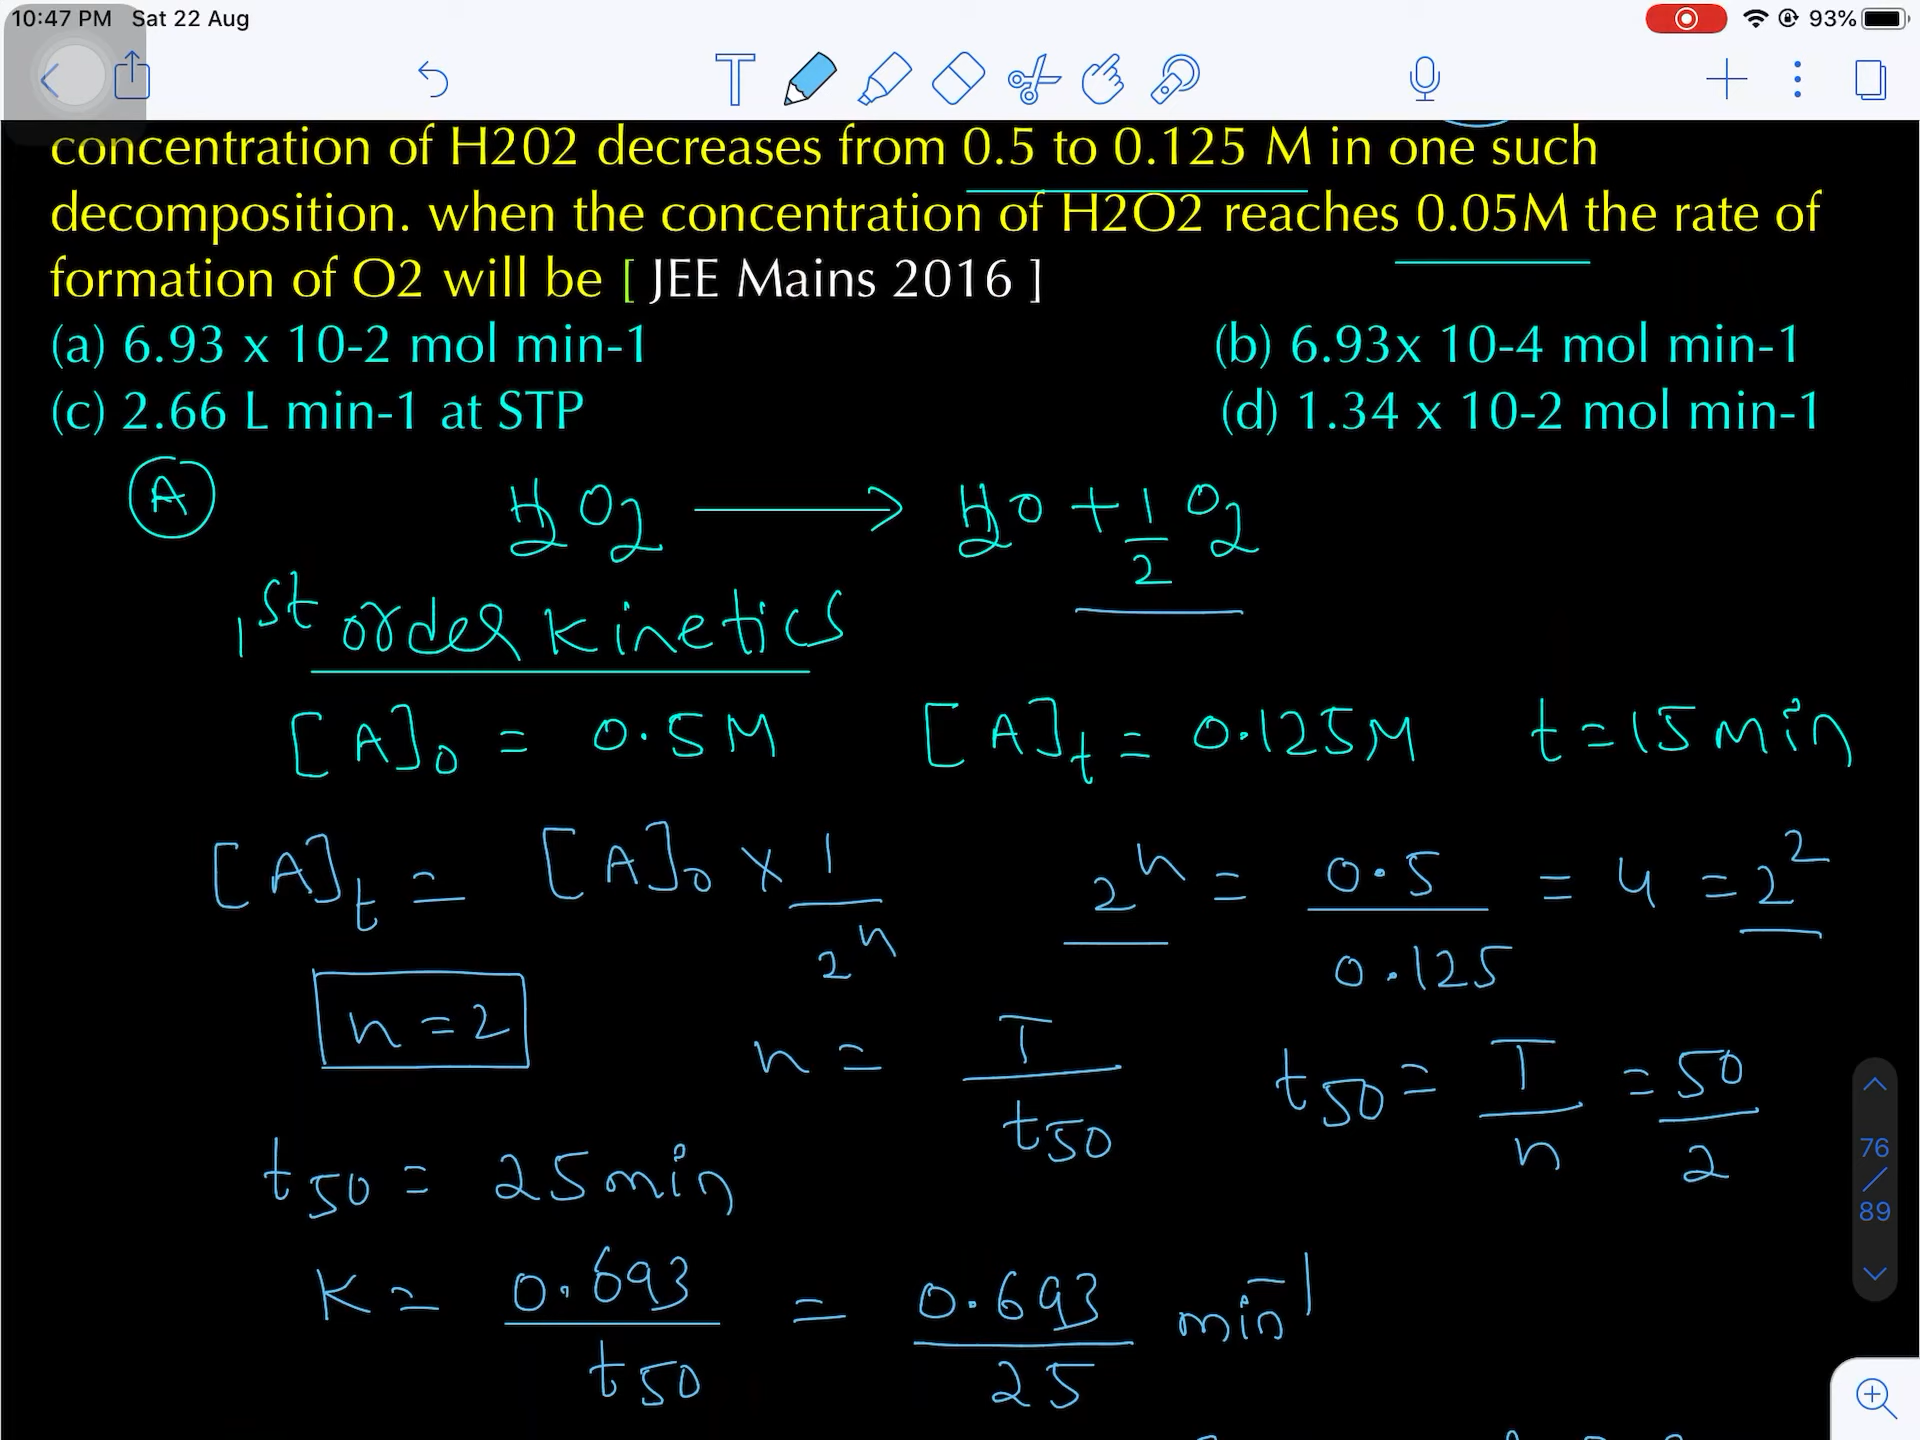 10:47 PM Sat 22 Aug 93%
concentration of H202 decreases from 0.5 to 0.125 M in one such
decomposition. when the concentration of H2O2 reaches 0.05M the rate of
formation of O2 will be [ JEE Mains 2016 ]
(a) 6.93 x 10-2 mol min-1 (b) 6.93x 10-4 mol min-1
(c) 2.66 L min-1 at STP (d) 1.34 x 10-2 mol min-1
A H2O2 → H2O + 1/2 O2
1st order kinetics
[A]0 = 0.5M [A]t = 0.125M t=15min
[A]t = [A]0 x 1/2^n 2^n = 0.5/0.125 = 4 = 2^2
n=2 n = T/t50 t50 = T/n = 50/2
t50 = 25min
K = 0.693/t50 = 0.693/25 min^-1
76
/
89